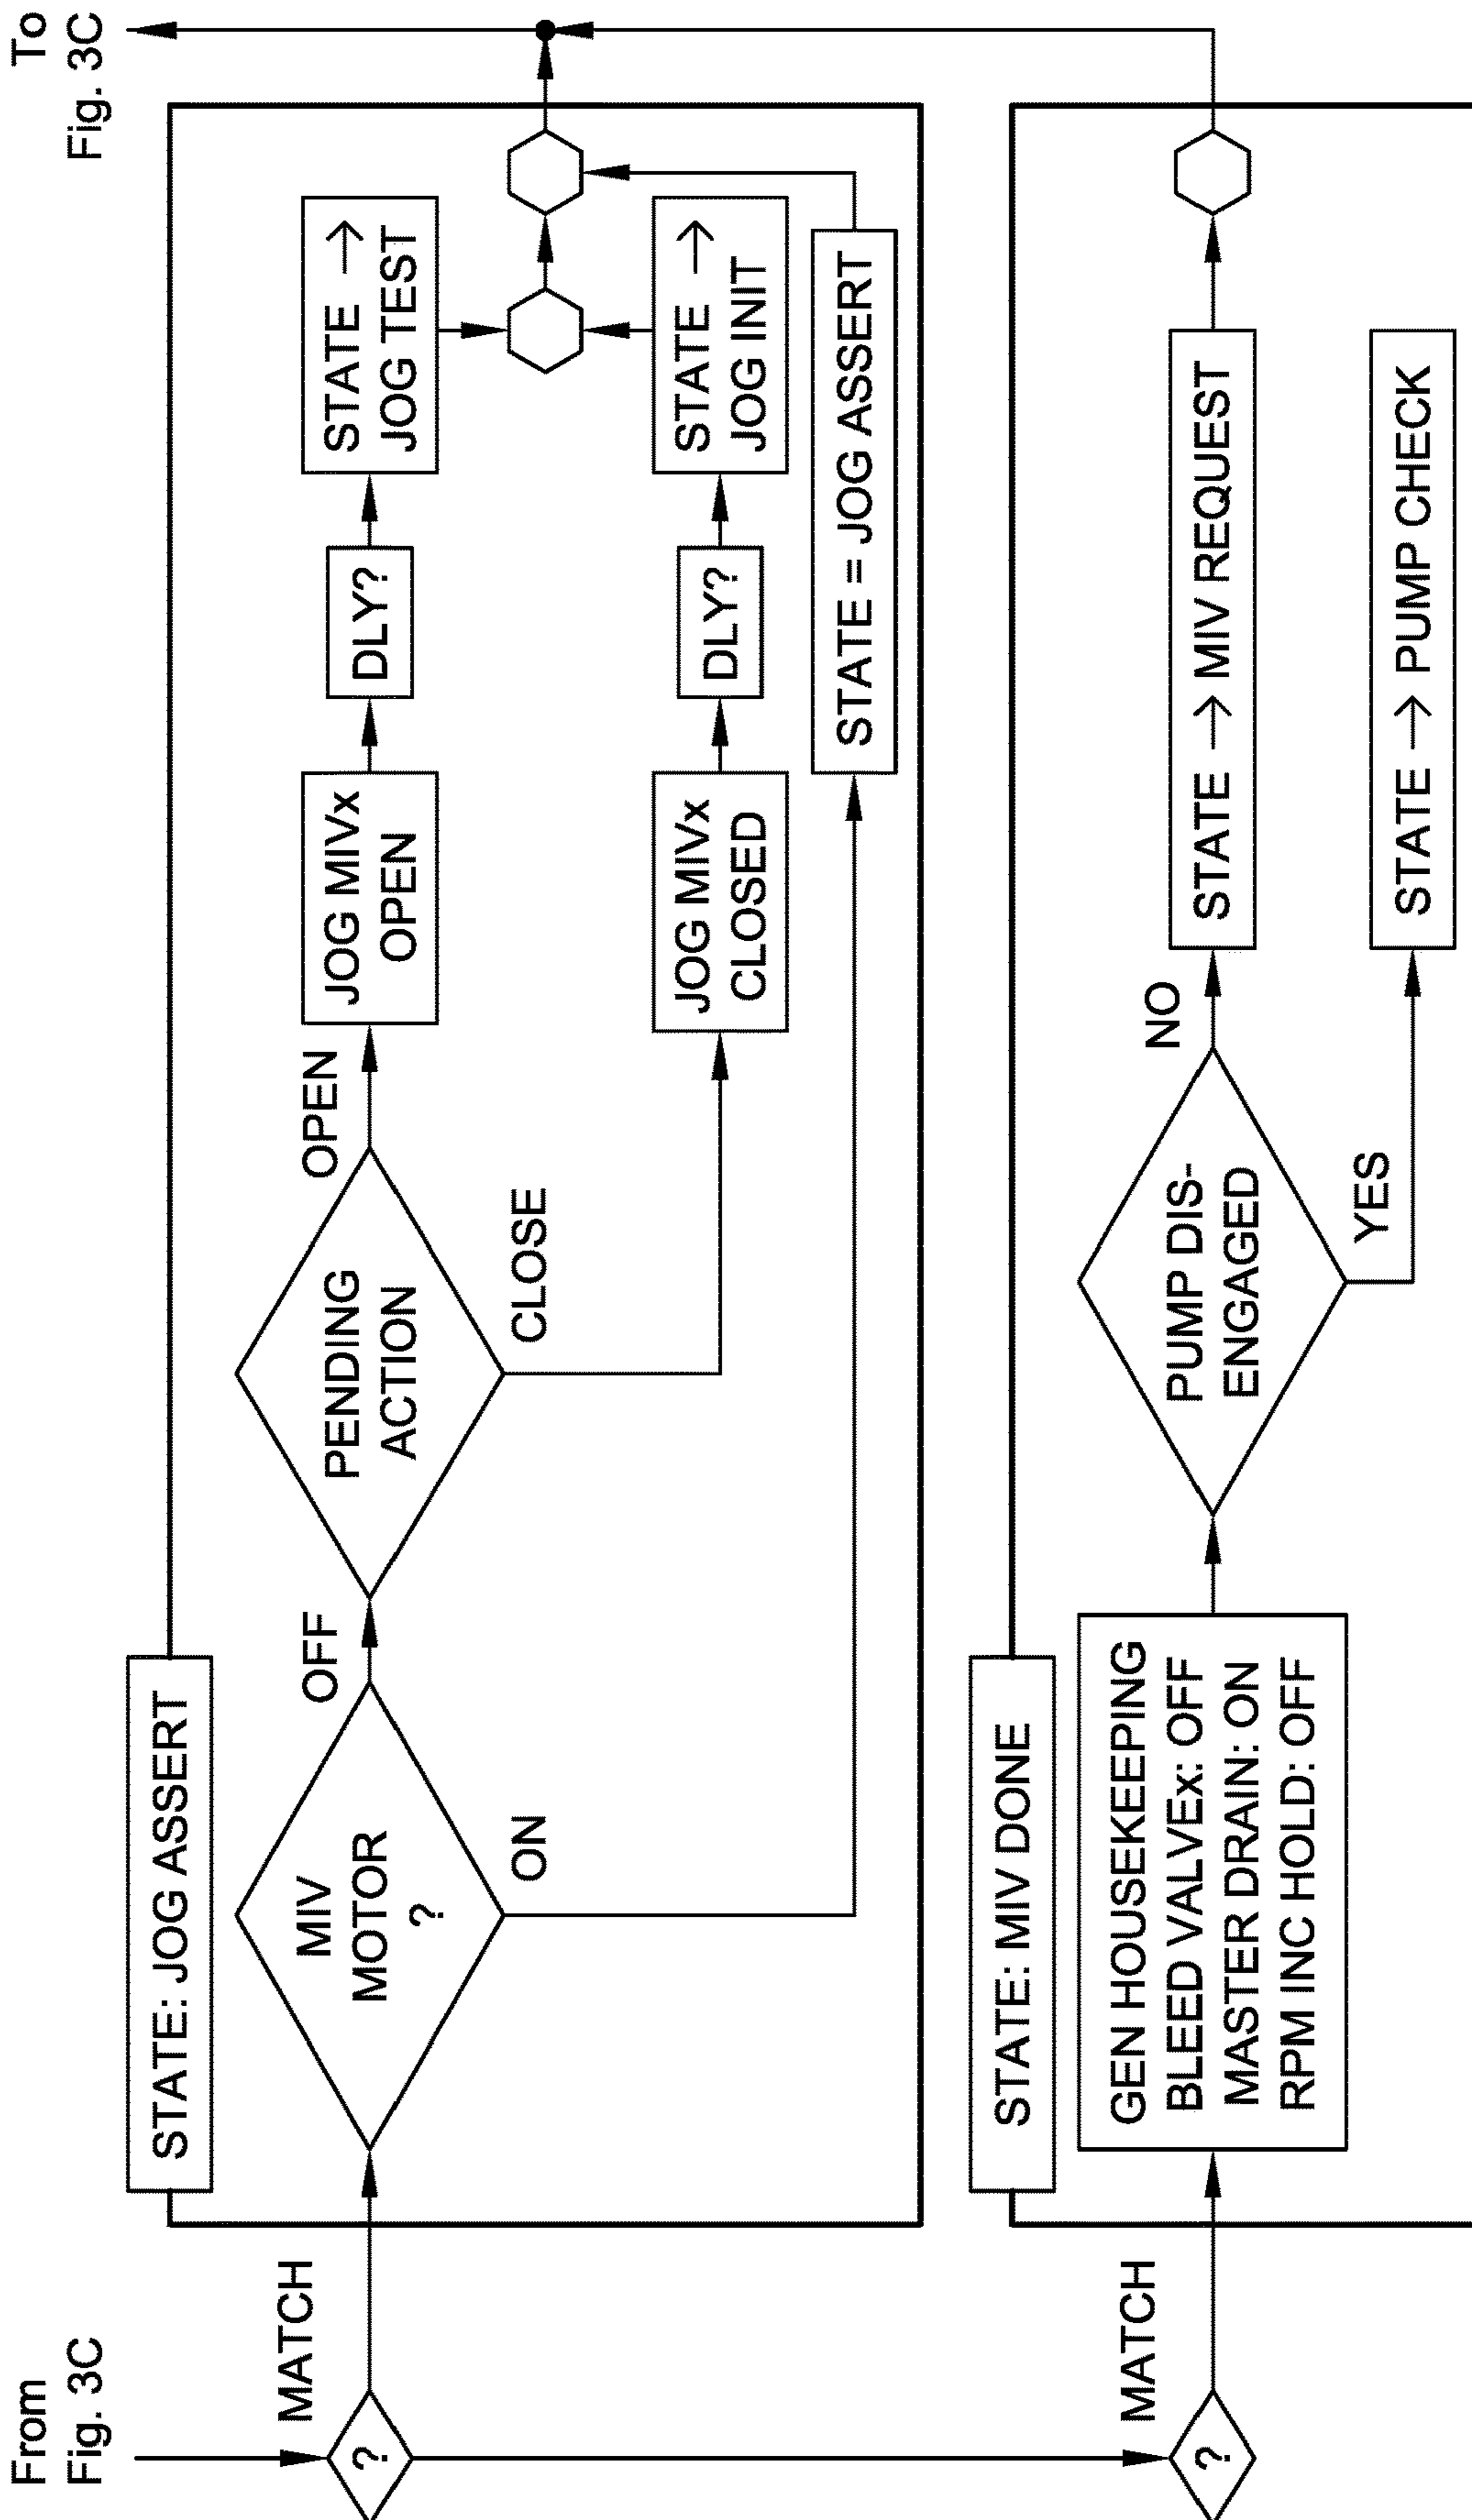 From
Fig. 3C
To
Fig. 3C
?
MATCH
STATE: JOG ASSERT
MIV
MOTOR
?
OFF
ON
PENDING
ACTION
OPEN
CLOSE
JOG MIVx
OPEN
DLY?
STATE →
JOG TEST
JOG MIVx
CLOSED
DLY?
STATE →
JOG INIT
STATE = JOG ASSERT
?
MATCH
STATE: MIV DONE
GEN HOUSEKEEPING
BLEED VALVEx: OFF
MASTER DRAIN: ON
RPM INC HOLD: OFF
PUMP DIS-
ENGAGED
NO
YES
STATE → MIV REQUEST
STATE → PUMP CHECK